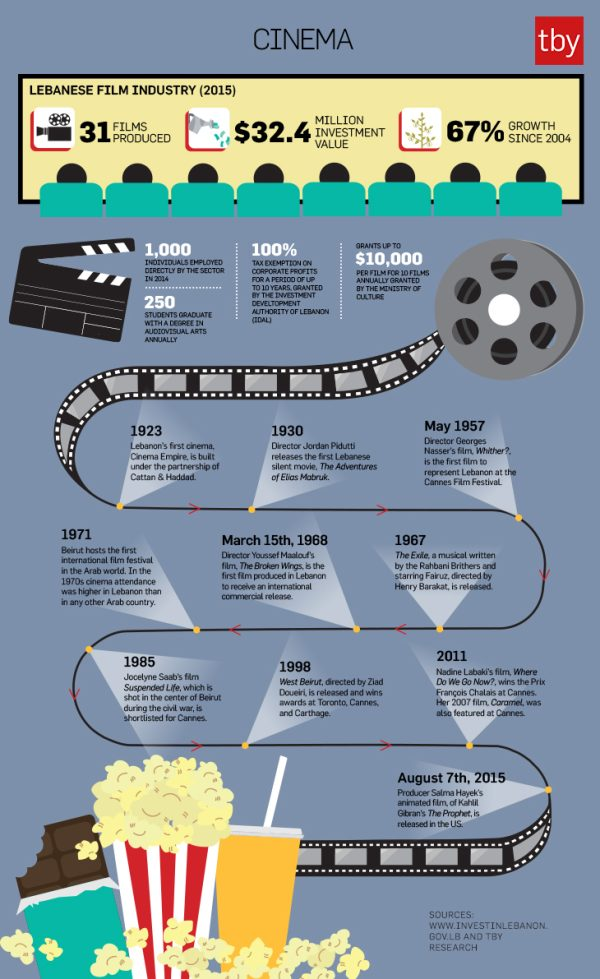 CINEMA
tby
LEBANESE FILM INDUSTRY (2015)
31 FILMS
PRODUCED
$32.4 MILLION
INVESTMENT
VALUE
67% GROWTH
SINCE 2004
1,000
INDIVIDUALS EMPLOYED
DIRECTLY BY THE SECTOR
IN 2014
250
STUDENTS GRADUATE
WITH A DEGREE IN
AUDIOVISUAL ARTS
ANNUALLY
100%
TAX EXEMPTION ON
CORPORATE PROFITS
FOR A PERIOD OF UP
TO 10 YEARS, GRANTED
BY THE INVESTMENT
DEVELTOPMENT
AUTHORITY OF LEBANON
(IDAL)
GRANTS UP TO
$10,000
PER FILM FOR 10 FILMS
ANNUALLY GRANTED
BY THE MINISTRY OF
CULTURE
1923
Lebanon's first cinema,
Cinema Empire, is built
under the partnership of
Cattan & Haddad.
1930
Director Jordan Pidutti
releases the first Lebanese
silent movie, The Adventures
of Elias Mabruk.
May 1957
Director Georges
Nasser's film, Whither?,
is the first film to
represent Lebanon at the
Cannes Film Festival.
1971
Beirut hosts the first
international film festival
in the Arab world. In the
1970s cinema attendance
was higher in Lebanon than
in any other Arab country.
March 15th, 1968
Director Youssef Maalouf's
film, The Broken Wings, is the
first film produced in Lebanon
to receive an international
commercial release.
1967
The Exile, a musical written
by the Rahbani Brithers and
starring Fairuz, directed by
Henry Barakat, is released.
1985
Jocelyne Saab's film
Suspended Life, which is
shot in the center of Beirut
during the civil war, is
shortlisted for Cannes.
1998
West Beirut, directed by Ziad
Doueiri, is released and wins
awards at Toronto, Cannes,
and Carthage.
2011
Nadine Labaki's film, Where
Do We Go Now?, wins the Prix
François Chalais at Cannes.
Her 2007 film, Caramel, was
also featured at Cannes.
August 7th, 2015
Producer Salma Hayek's
animated film, of Kahlil
Gibran's The Prophet, is
released in the US.
SOURCES:
WWW.INVESTINLEBANON.
GOV.LB AND TBY
RESEARCH